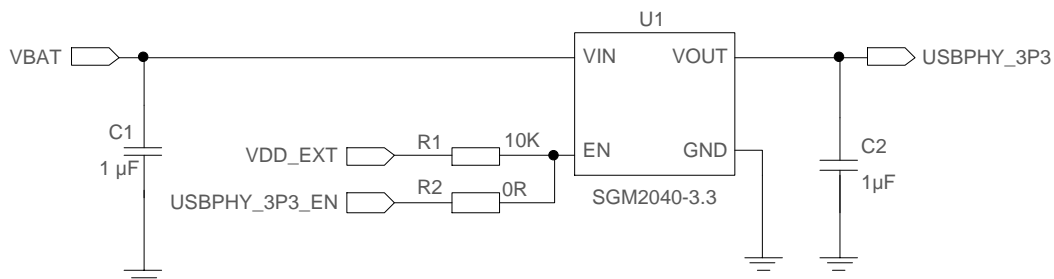 U1
VBAT
VIN
VOUT
USBPHY_3P3
C1
1 µF
VDD_EXT
R1
10K
EN
GND
C2
1µF
USBPHY_3P3_EN
R2
0R
SGM2040-3.3